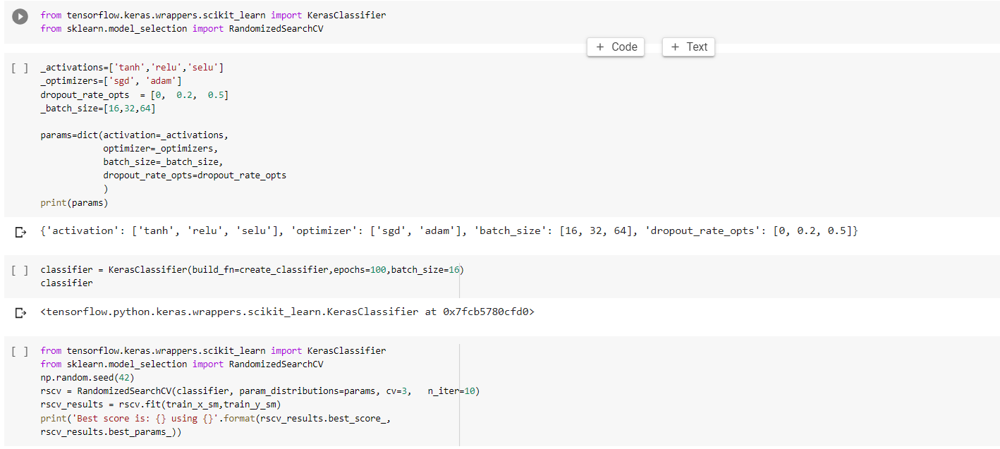 from tensorflow.keras.wrappers.scikit_learn import KerasClassifier
from sklearn.model_selection import RandomizedSearchCV
+ Code + Text
[ ] _activations=['tanh','relu','selu']
_optimizers=['sgd', 'adam']
dropout_rate_opts  = [0,  0.2,  0.5]
_batch_size=[16,32,64]
params=dict(activation=_activations,
            optimizer=_optimizers,
            batch_size=_batch_size,
            dropout_rate_opts=dropout_rate_opts
            )
print(params)
{'activation': ['tanh', 'relu', 'selu'], 'optimizer': ['sgd', 'adam'], 'batch_size': [16, 32, 64], 'dropout_rate_opts': [0, 0.2, 0.5]}
[ ] classifier = KerasClassifier(build_fn=create_classifier,epochs=100,batch_size=16)
classifier
<tensorflow.python.keras.wrappers.scikit_learn.KerasClassifier at 0x7fcb5780cfd0>
[ ] from tensorflow.keras.wrappers.scikit_learn import KerasClassifier
from sklearn.model_selection import RandomizedSearchCV
np.random.seed(42)
rscv = RandomizedSearchCV(classifier, param_distributions=params, cv=3,   n_iter=10)
rscv_results = rscv.fit(train_x_sm,train_y_sm)
print('Best score is: {} using {}'.format(rscv_results.best_score_,
rscv_results.best_params_))